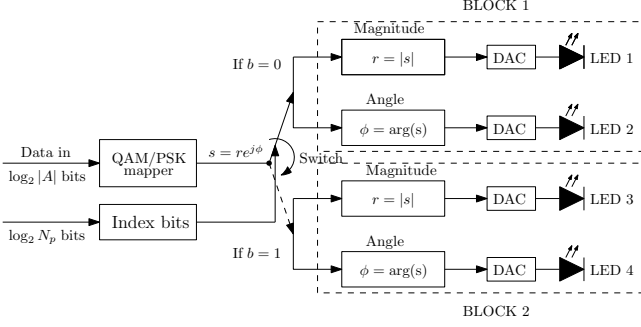 BLOCK 1
Magnitude
If b = 0
r = |s|
DAC
LED 1
Angle
ϕ = arg(s)
DAC
LED 2
Data in
log₂ |A| bits
QAM/PSK
mapper
s = re^{jϕ}
Switch
Magnitude
r = |s|
DAC
LED 3
log₂ Nₚ bits
Index bits
If b = 1
Angle
ϕ = arg(s)
DAC
LED 4
BLOCK 2